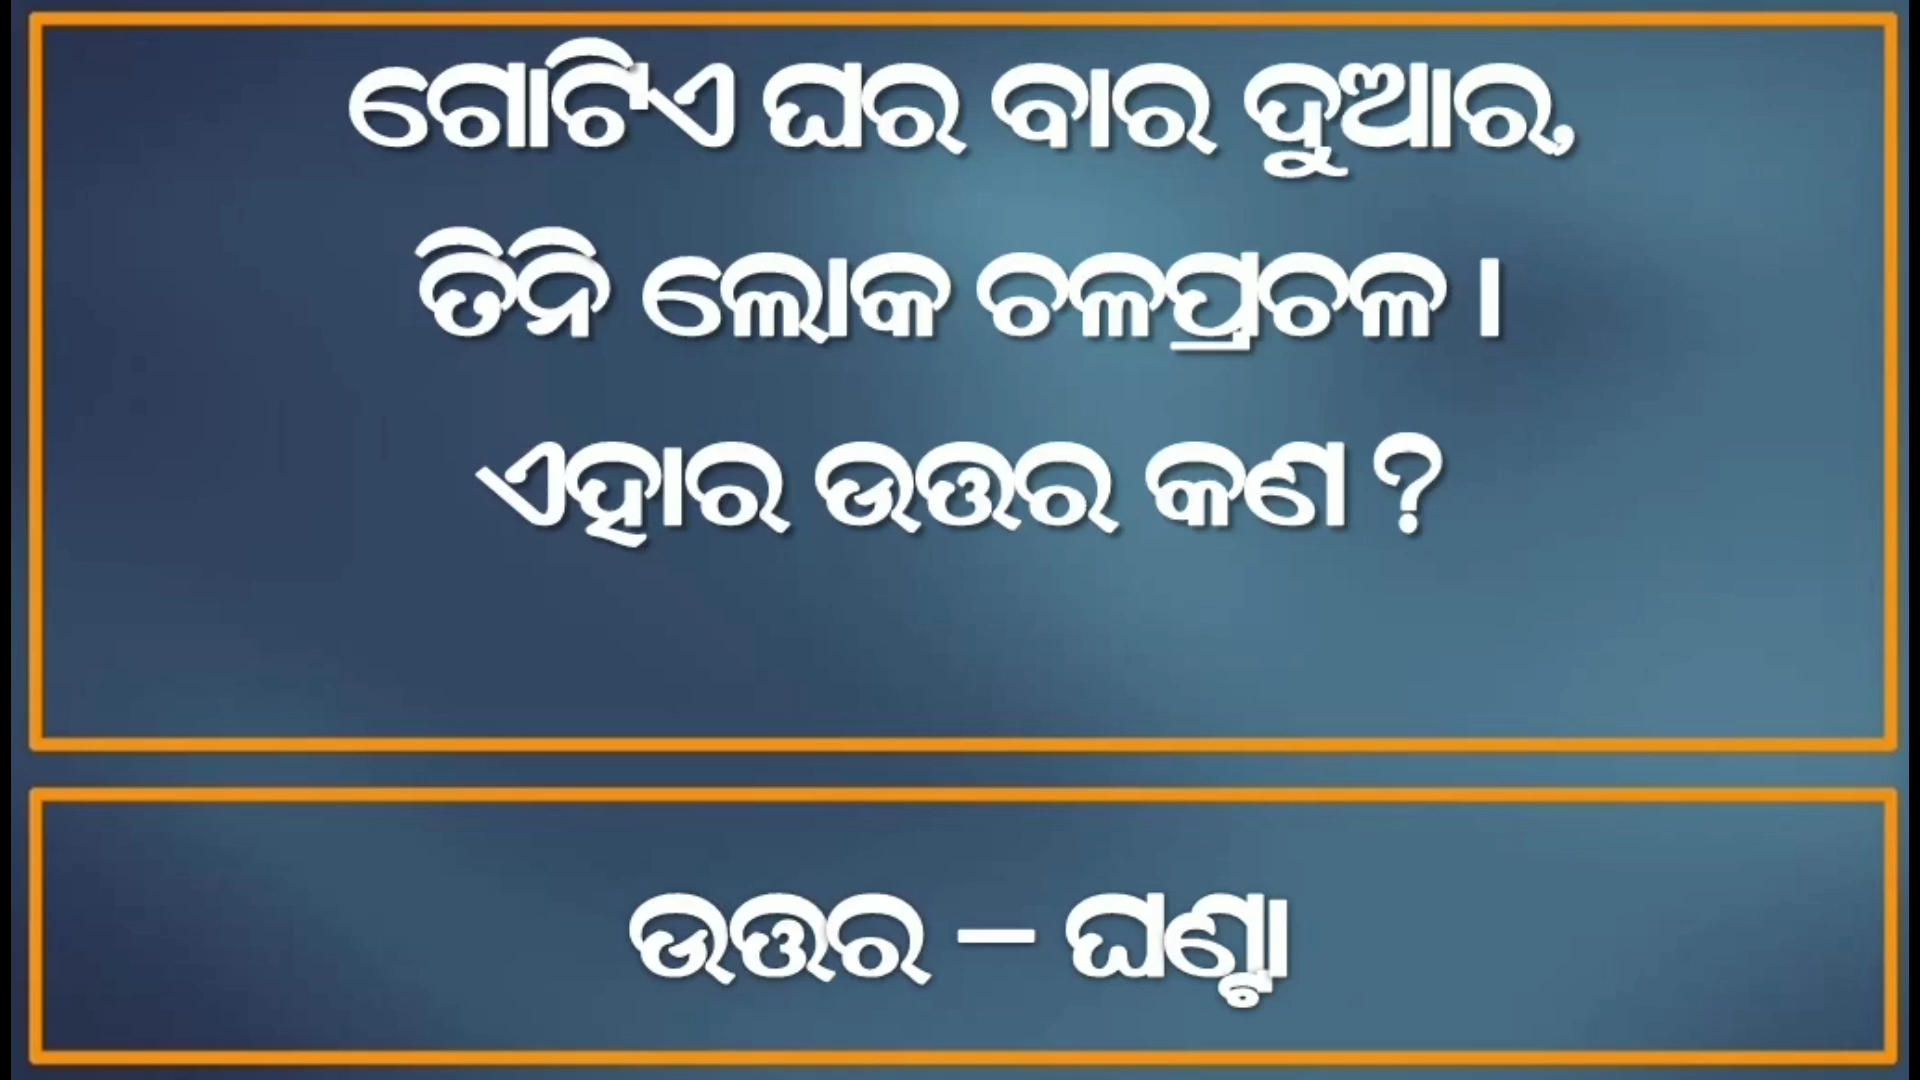 ଗୋଟିଏ ଘର ବାର ଦୁଆର,
ତିନି ଲୋକ ଚଳପ୍ରଚଳ ।
ଏହାର ଉତ୍ତର କଣ ?
ଉତ୍ତର – ଘଣ୍ଟା